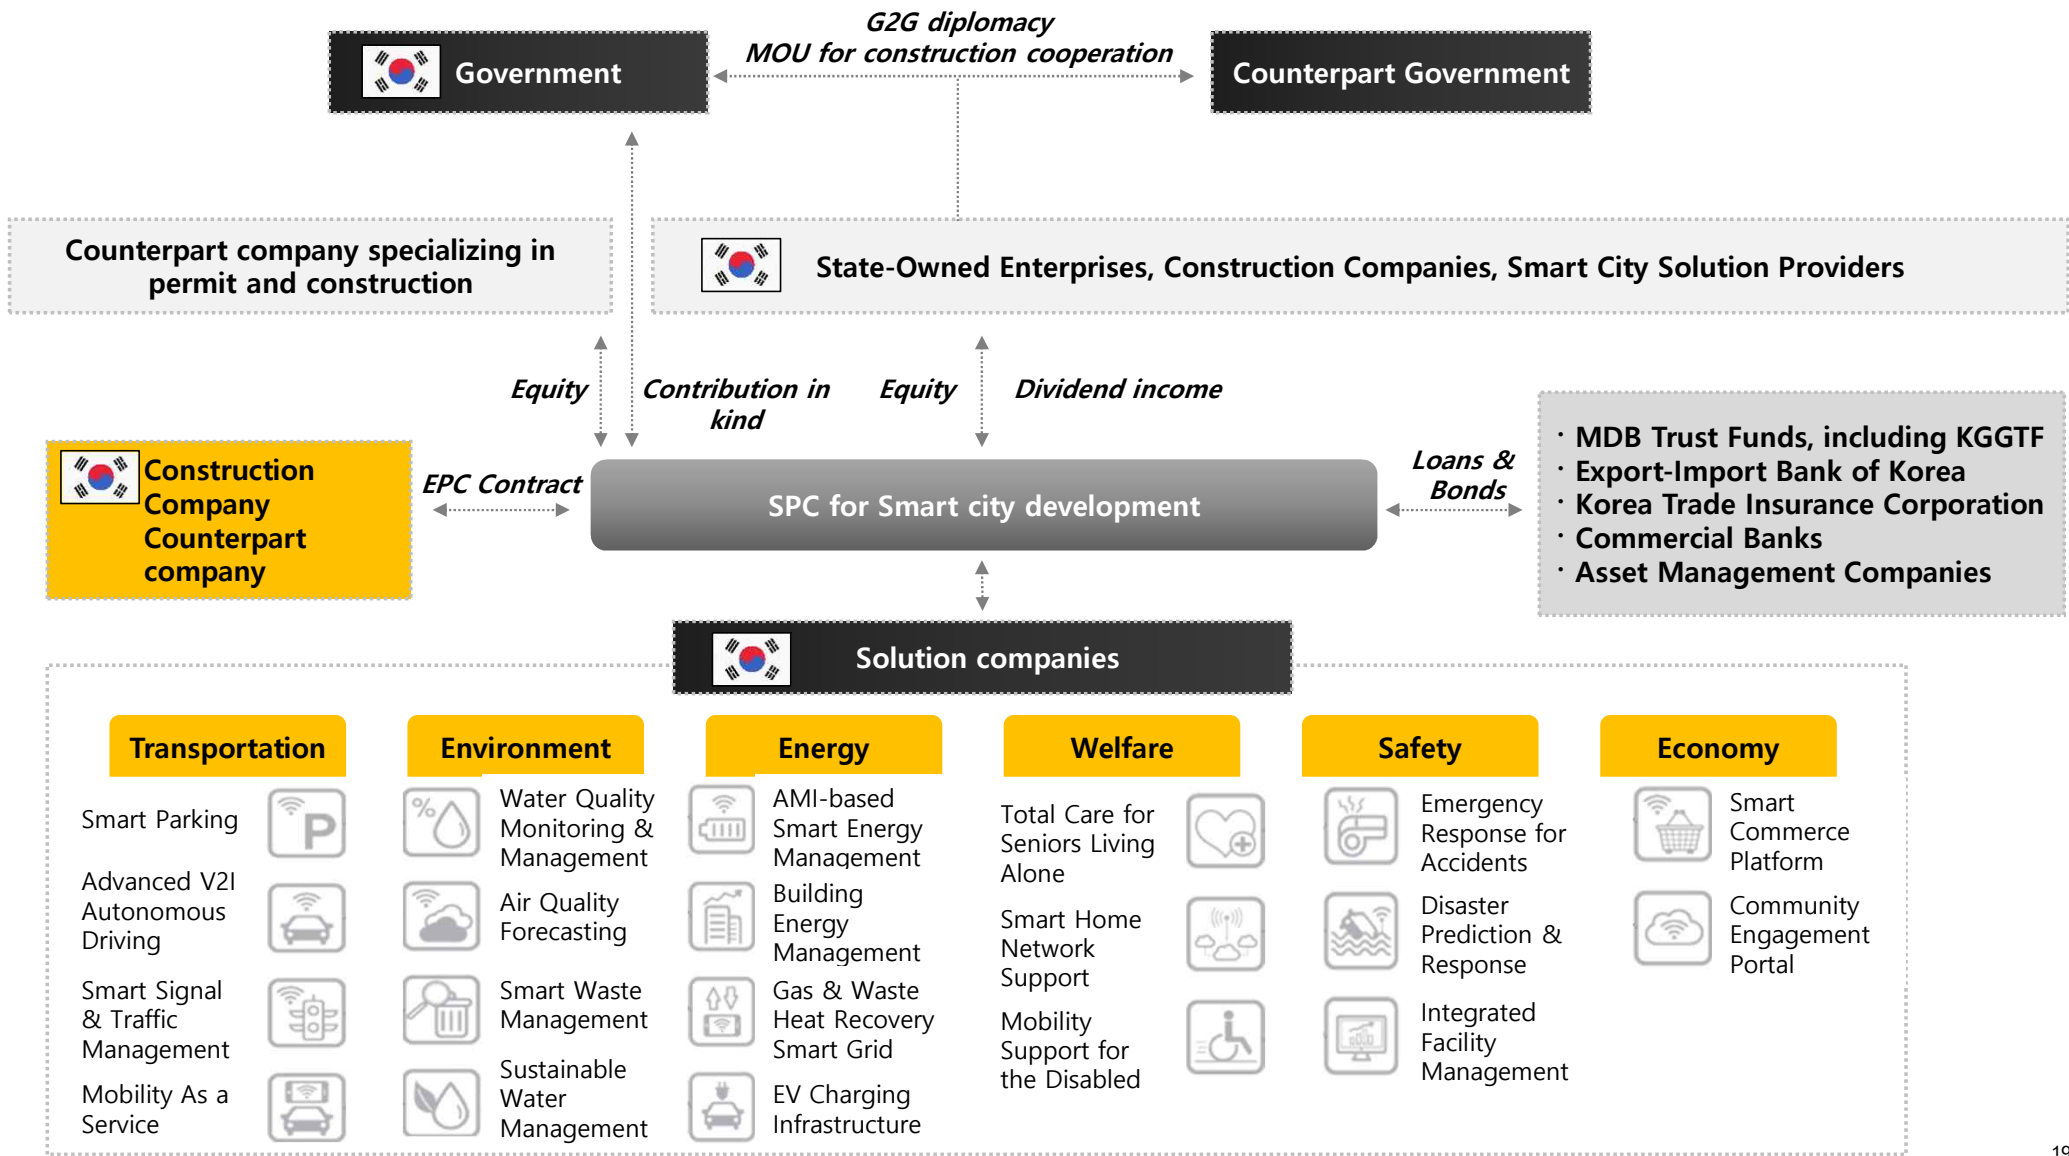 G2G diplomacy
MOU for construction cooperation
Government
Counterpart Government
Counterpart company specializing in
permit and construction
State-Owned Enterprises, Construction Companies, Smart City Solution Providers
Equity
Contribution in
kind
Equity
Dividend income
Construction
Company
Counterpart
company
EPC Contract
SPC for Smart city development
Loans &
Bonds
· MDB Trust Funds, including KGGTF
· Export-Import Bank of Korea
· Korea Trade Insurance Corporation
· Commercial Banks
· Asset Management Companies
Solution companies
Transportation
Smart Parking
P
Advanced V2I
Autonomous
Driving
Smart Signal
& Traffic
Management
Mobility As a
Service
Environment
%
Water Quality
Monitoring &
Management
Air Quality
Forecasting
Smart Waste
Management
Sustainable
Water
Management
Energy
AMI-based
Smart Energy
Management
Building
Energy
Management
Gas & Waste
Heat Recovery
Smart Grid
EV Charging
Infrastructure
Welfare
Total Care for
Seniors Living
Alone
Smart Home
Network
Support
Mobility
Support for
the Disabled
Safety
Emergency
Response for
Accidents
Disaster
Prediction &
Response
Integrated
Facility
Management
Economy
Smart
Commerce
Platform
Community
Engagement
Portal
19